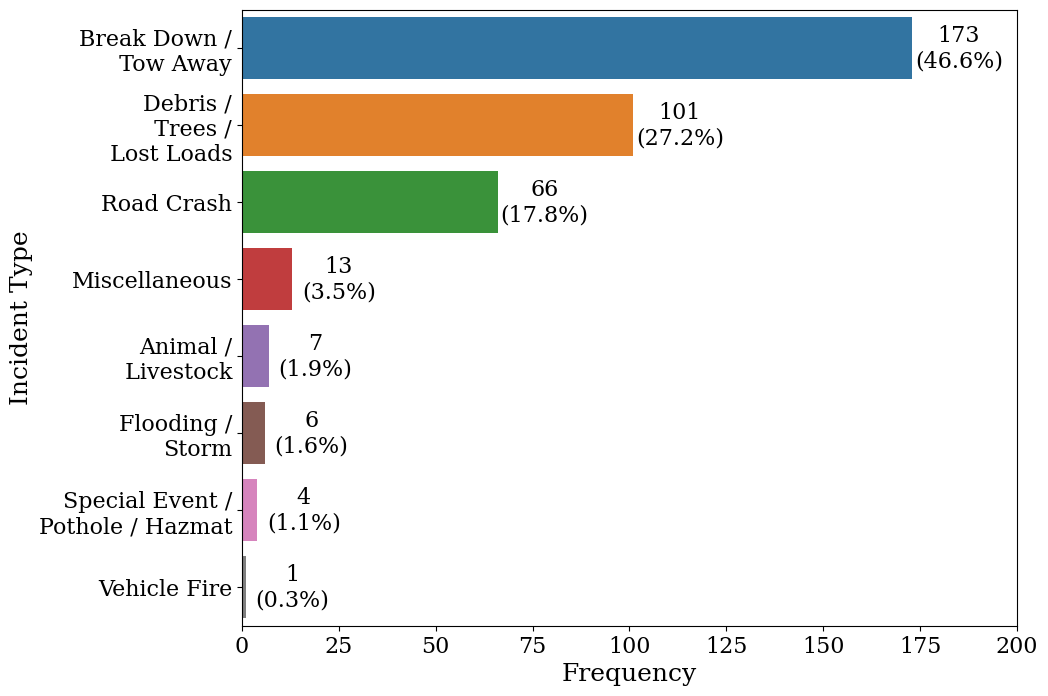 Incident Type
Break Down /
Tow Away
173
(46.6%)
Debris /
Trees /
Lost Loads
101
(27.2%)
Road Crash
66
(17.8%)
Miscellaneous
13
(3.5%)
Animal /
Livestock
7
(1.9%)
Flooding /
Storm
6
(1.6%)
Special Event /
Pothole / Hazmat
4
(1.1%)
Vehicle Fire
1
(0.3%)
0 25 50 75 100 125 150 175 200
Frequency